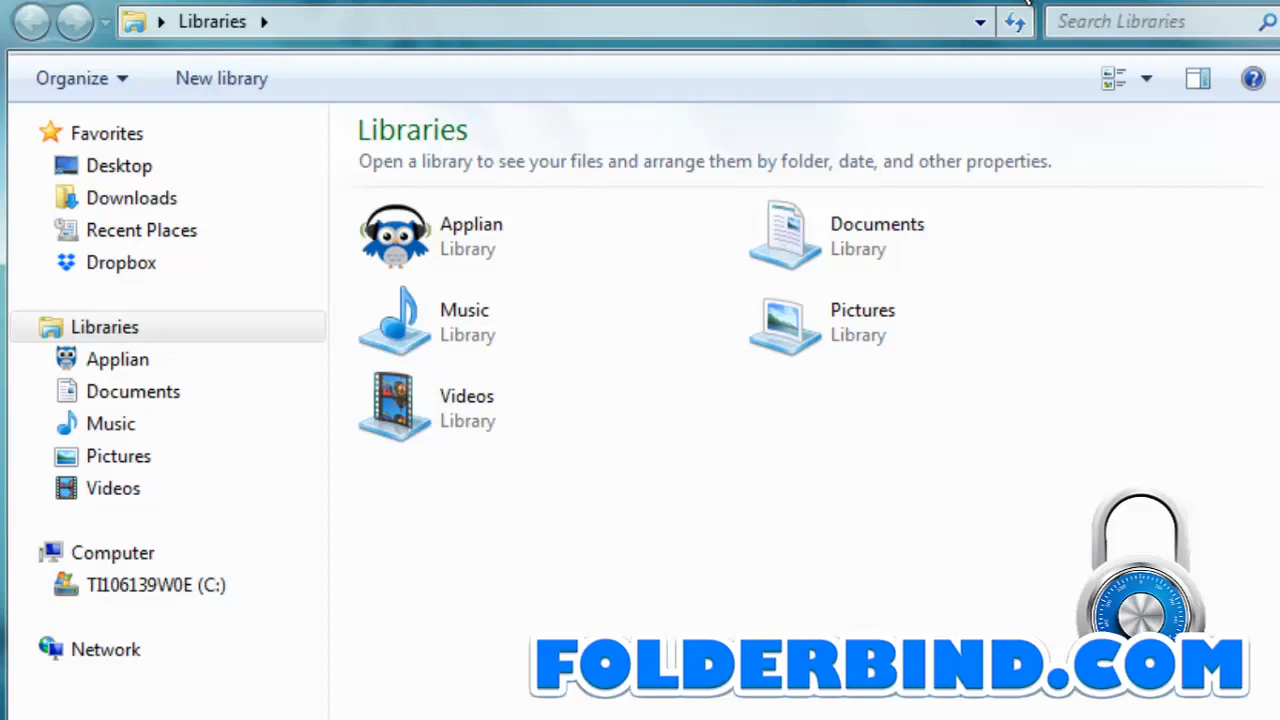 Libraries
Search Libraries
Organize
New library
Favorites
Desktop
Downloads
Recent Places
Dropbox
Libraries
Applian
Documents
Music
Pictures
Videos
Computer
TI106139W0E (C:)
Network
Libraries
Open a library to see your files and arrange them by folder, date, and other properties.
Applian
Library
Documents
Library
Music
Library
Pictures
Library
Videos
Library
FOLDERBIND.COM